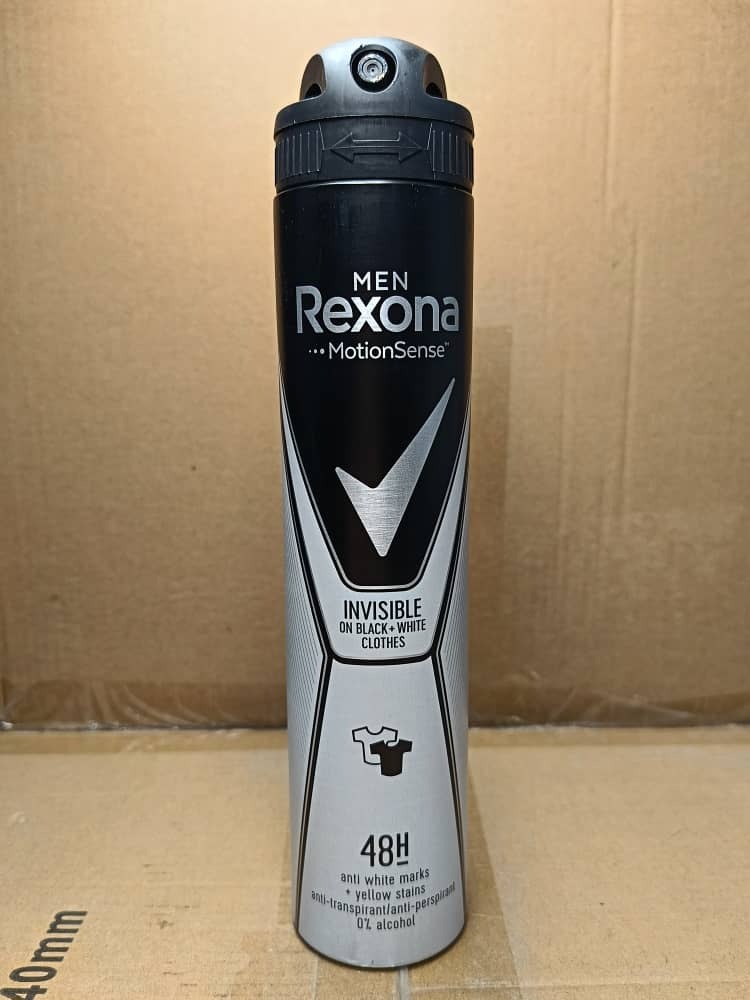 MEN
Rexona
MotionSense™
INVISIBLE
ON BLACK + WHITE
CLOTHES
48H
anti white marks
+ yellow stains
anti-transpirant/anti-perspirant
0% alcohol
40mm